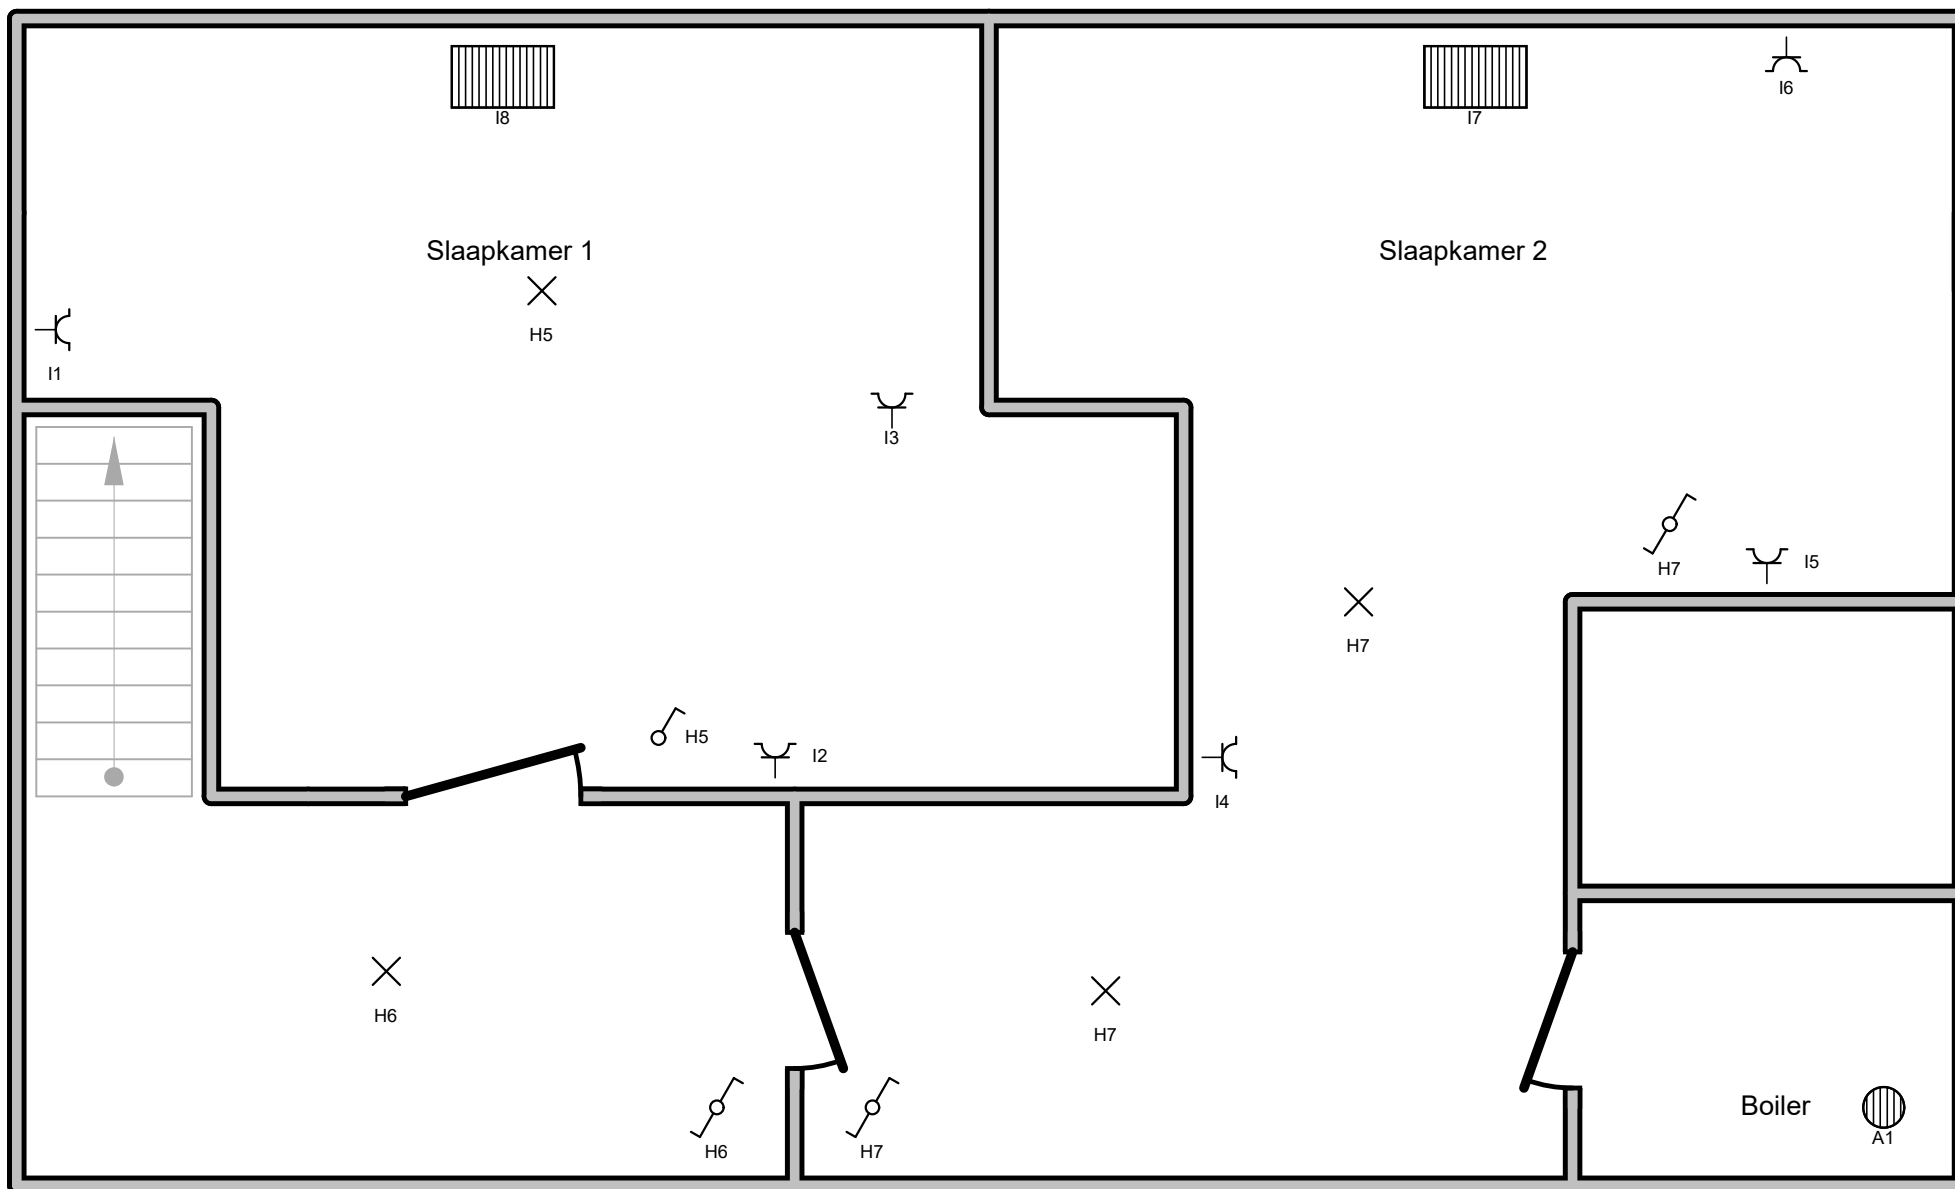 I8
I7
I6
Slaapkamer 1
Slaapkamer 2
H5
I1
I3
H7
I5
H7
H5
I2
I4
H6
H7
Boiler
A1
H6
H7